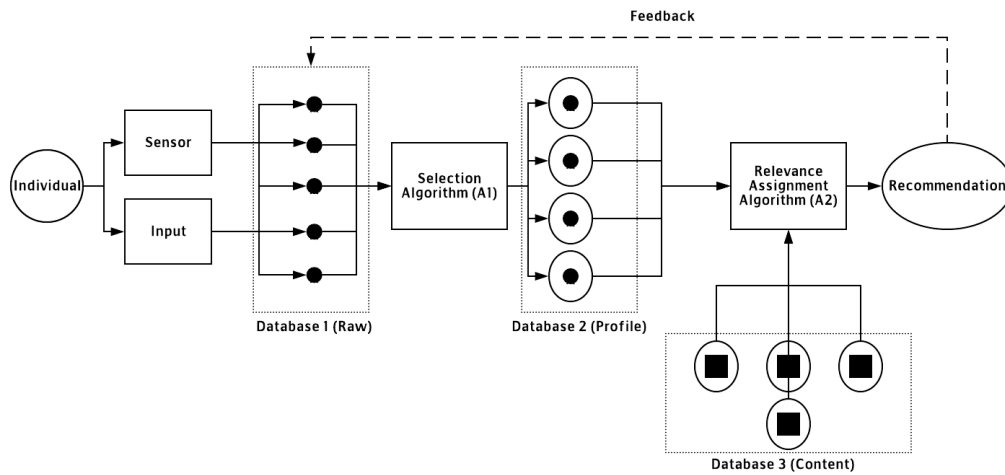 Feedback
Individual
Sensor
Input
Database 1 (Raw)
Selection
Algorithm (A1)
Database 2 (Profile)
Relevance
Assignment
Algorithm (A2)
Recommendation
Database 3 (Content)